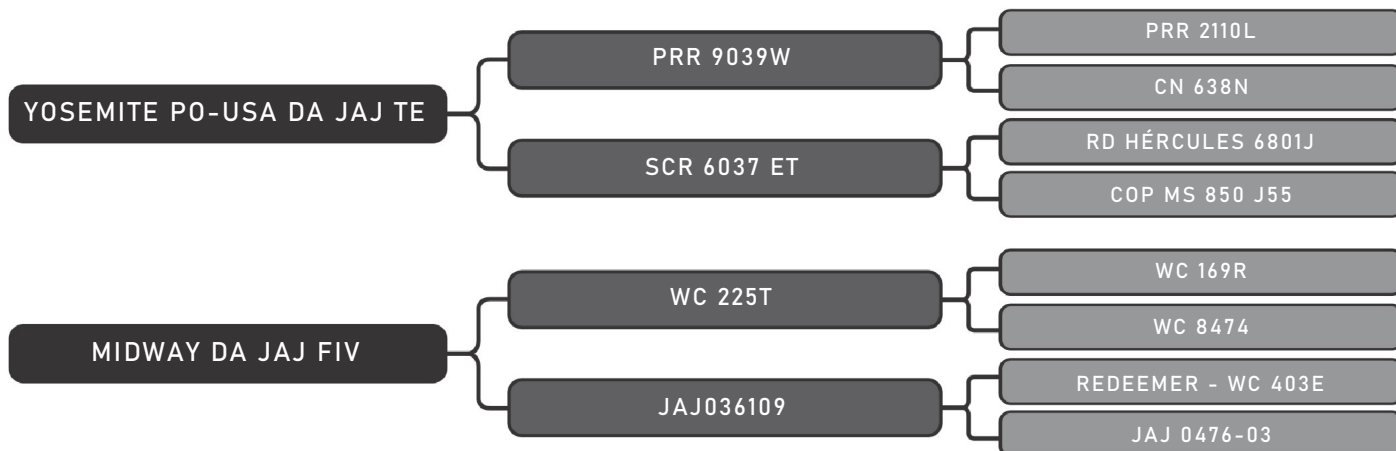 YOSEMITE PO-USA DA JAJ TE
PRR 9039W
PRR 2110L
CN 638N
SCR 6037 ET
RD HÉRCULES 6801J
COP MS 850 J55
MIDWAY DA JAJ FIV
WC 225T
WC 169R
WC 8474
JAJ036109
REDEEMER - WC 403E
JAJ 0476-03